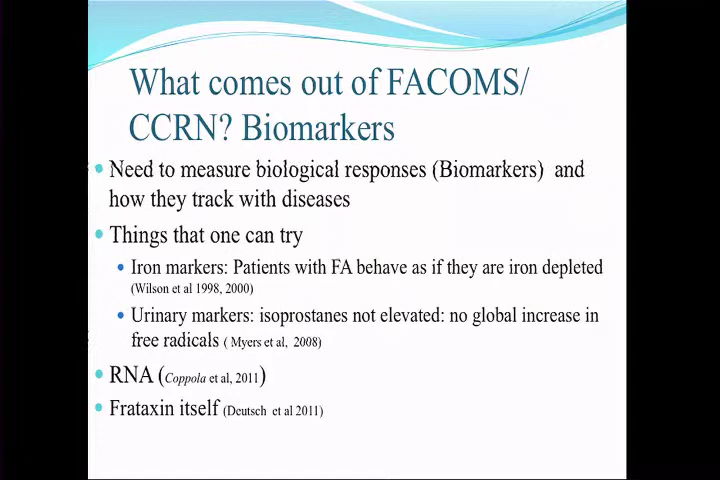 What comes out of FACOMS/
CCRN? Biomarkers
Need to measure biological responses (Biomarkers) and
how they track with diseases
Things that one can try
Iron markers: Patients with FA behave as if they are iron depleted
(Wilson et al 1998, 2000)
Urinary markers: isoprostanes not elevated: no global increase in
free radicals ( Myers et al, 2008)
RNA (Coppola et al, 2011)
Frataxin itself (Deutsch et al 2011)